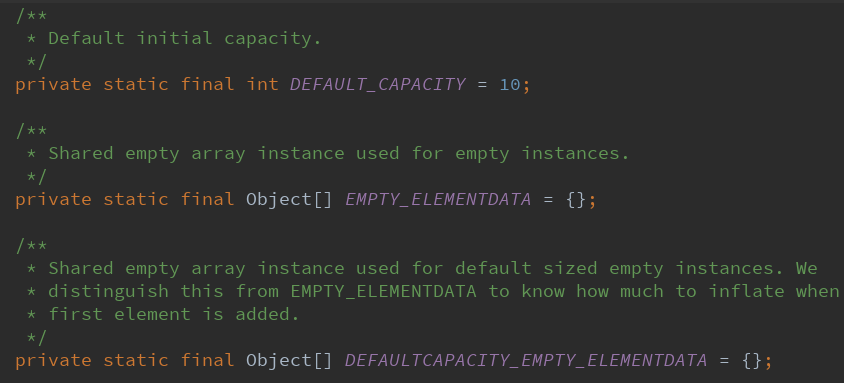 /**
 * Default initial capacity.
 */
private static final int DEFAULT_CAPACITY = 10;
/**
 * Shared empty array instance used for empty instances.
 */
private static final Object[] EMPTY_ELEMENTDATA = {};
/**
 * Shared empty array instance used for default sized empty instances. We
 * distinguish this from EMPTY_ELEMENTDATA to know how much to inflate when
 * first element is added.
 */
private static final Object[] DEFAULTCAPACITY_EMPTY_ELEMENTDATA = {};